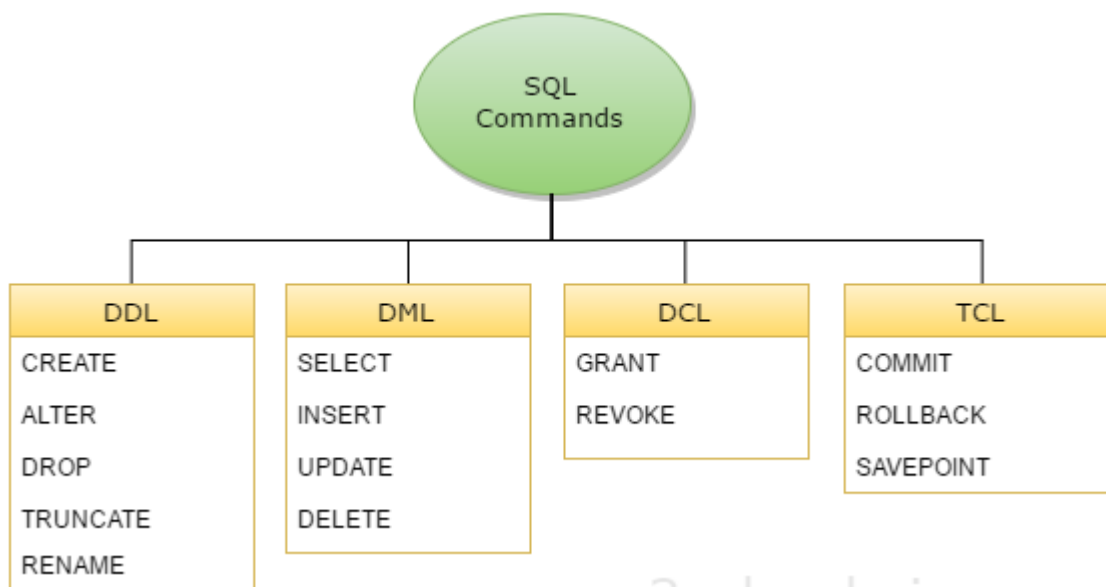 SQL
Commands
DDL
CREATE
ALTER
DROP
TRUNCATE
RENAME
DML
SELECT
INSERT
UPDATE
DELETE
DCL
GRANT
REVOKE
TCL
COMMIT
ROLLBACK
SAVEPOINT